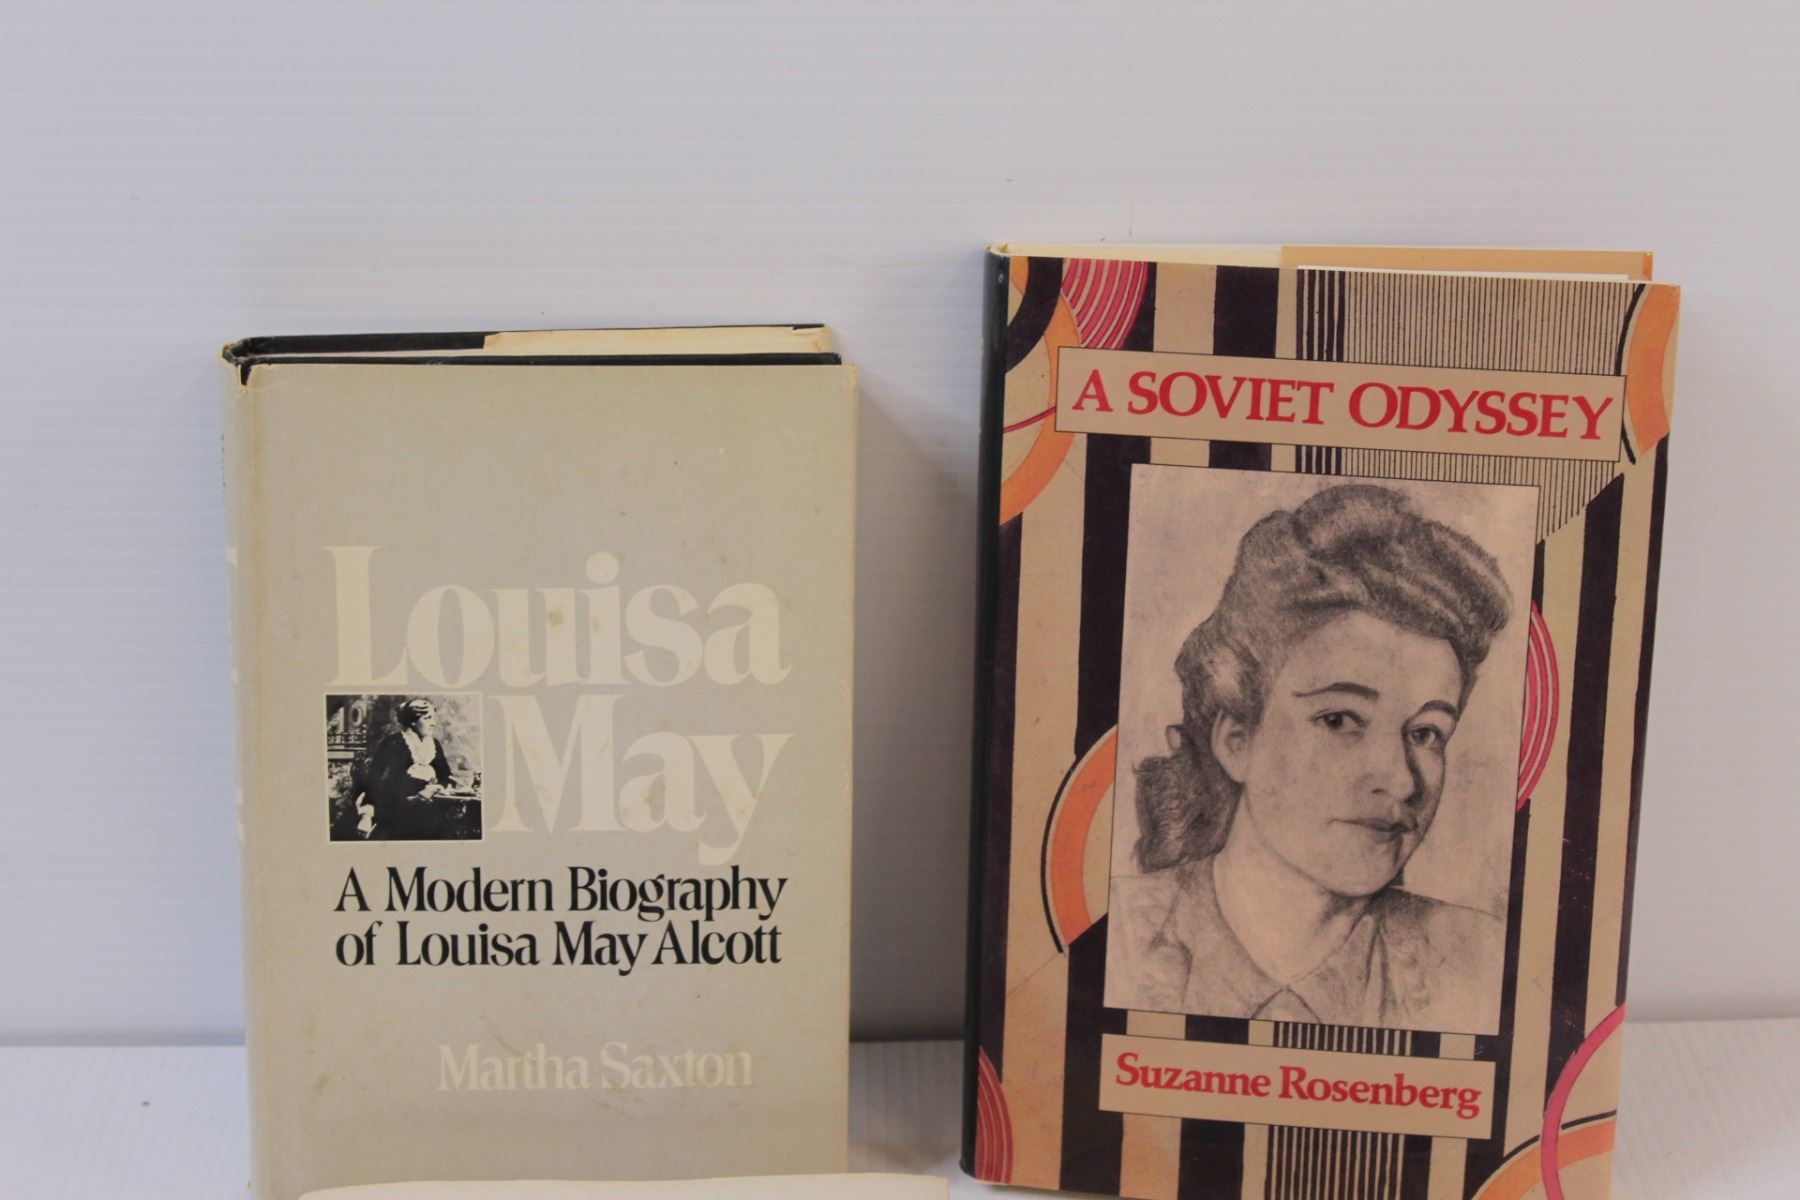 Louisa
May
A Modern Biography
of Louisa May Alcott
Martha Saxton
A SOVIET ODYSSEY
Suzanne Rosenberg